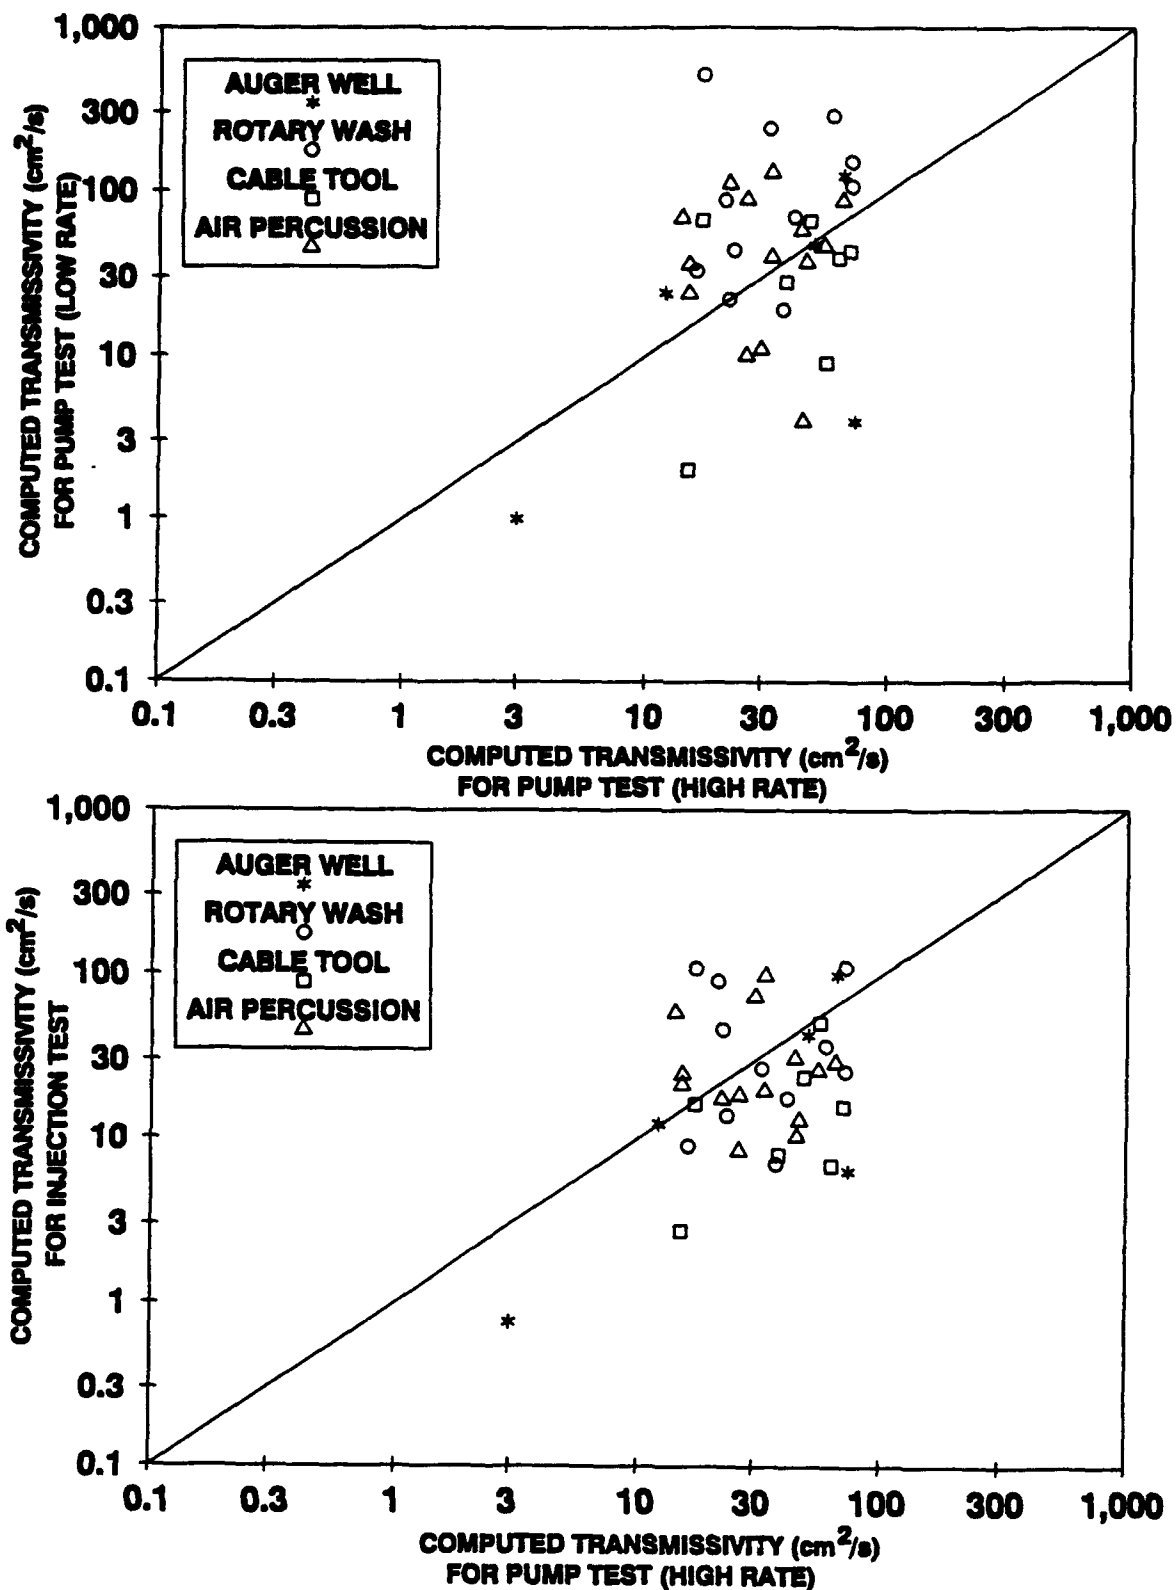 COMPUTED TRANSMISSIVITY (cm²/s)
FOR PUMP TEST (LOW RATE)
1,000
300
100
30
10
3
1
0.3
0.1
AUGER WELL
ROTARY WASH
CABLE TOOL
AIR PERCUSSION
0.1 0.3 1 3 10 30 100 300 1,000
COMPUTED TRANSMISSIVITY (cm²/s)
FOR PUMP TEST (HIGH RATE)
COMPUTED TRANSMISSIVITY (cm²/s)
FOR INJECTION TEST
1,000
300
100
30
10
3
1
0.3
0.1
AUGER WELL
ROTARY WASH
CABLE TOOL
AIR PERCUSSION
0.1 0.3 1 3 10 30 100 300 1,000
COMPUTED TRANSMISSIVITY (cm²/s)
FOR PUMP TEST (HIGH RATE)